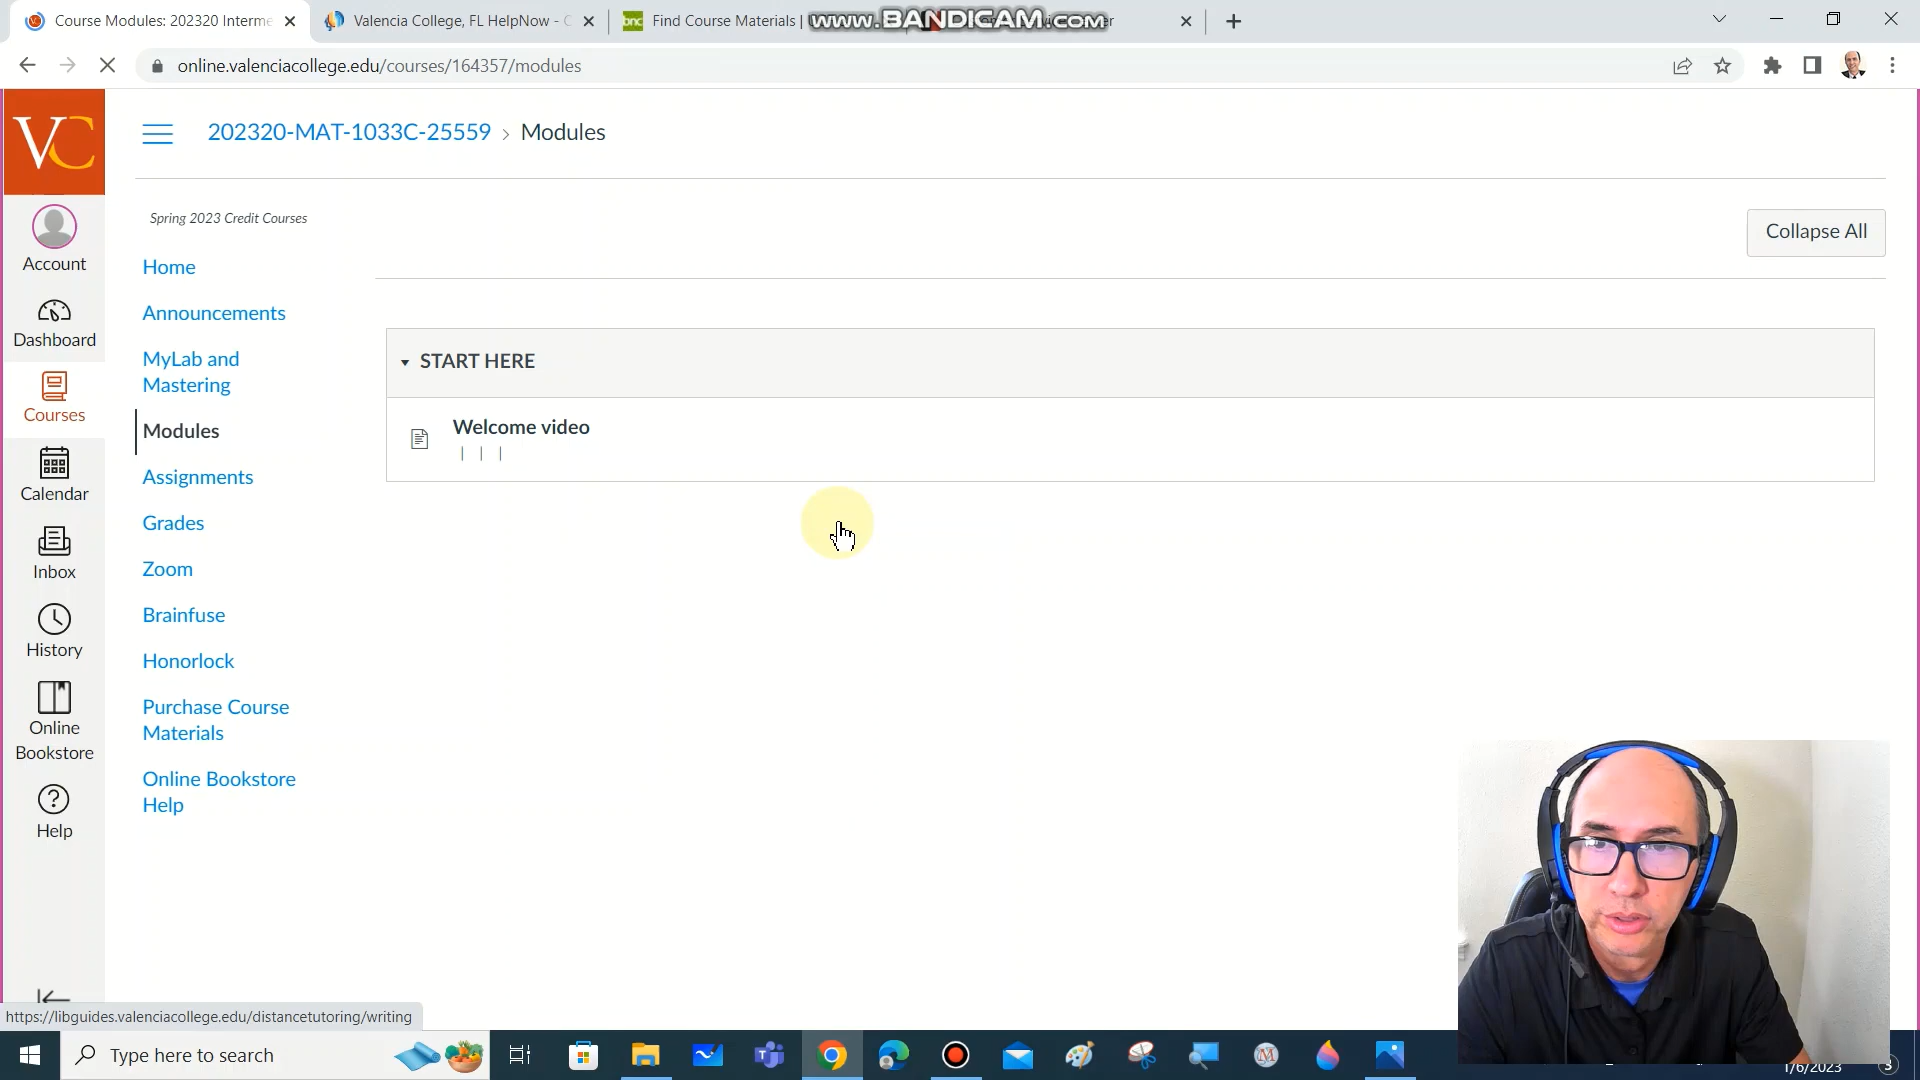 Course Modules: 202320 Interme
Valencia College, FL HelpNow - C
bnc
Find Course Materials |
www.BANDICAM.com
online.valenciacollege.edu/courses/164357/modules
VC
202320-MAT-1033C-25559 › Modules
Spring 2023 Credit Courses
Collapse All
Account
Dashboard
Courses
Calendar
Inbox
History
Online
Bookstore
Help
Home
Announcements
MyLab and
Mastering
Modules
Assignments
Grades
Zoom
Brainfuse
Honorlock
Purchase Course
Materials
Online Bookstore
Help
START HERE
Welcome video
| | |
https://libguides.valenciacollege.edu/distancetutoring/writing
Type here to search
1/6/2023
3